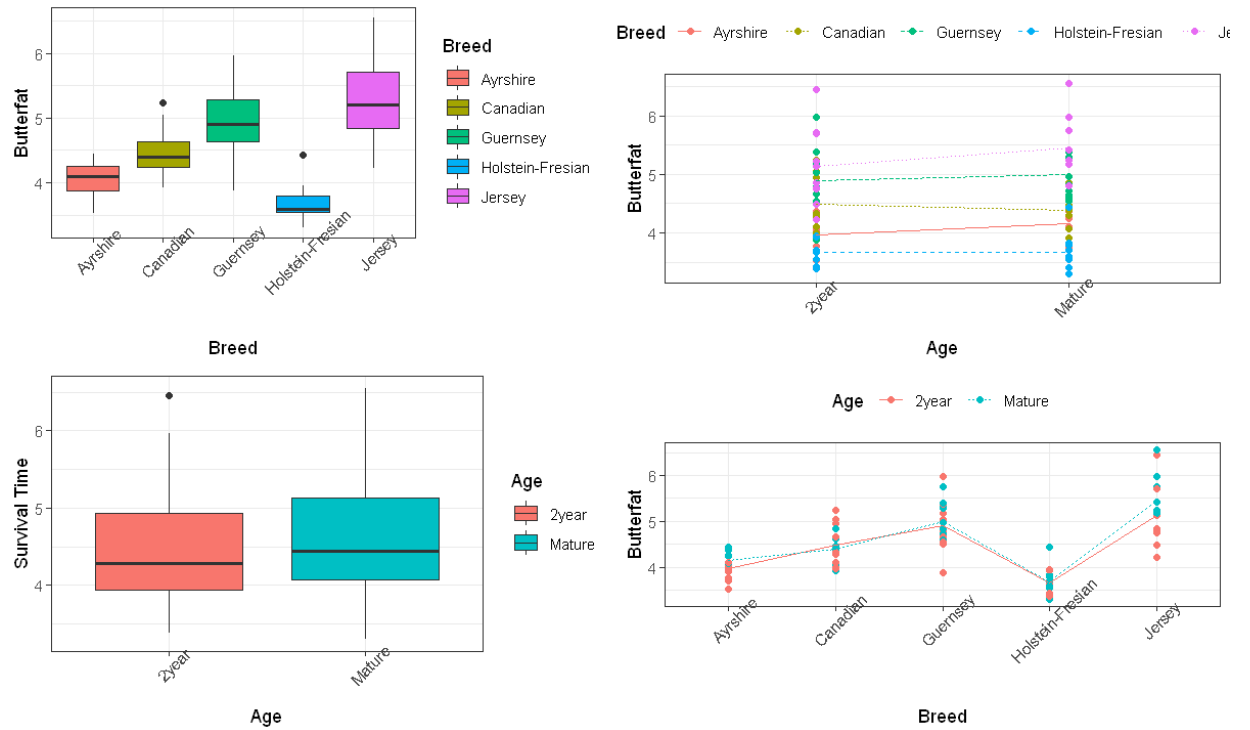 Butterfat
6
5
4
Ayrshire
Canadian
Guernsey
Holstein-Fresian
Jersey
Breed
Breed
Ayrshire
Canadian
Guernsey
Holstein-Fresian
Jersey
Breed Ayrshire Canadian Guernsey Holstein-Fresian Je
Butterfat
6
5
4
2year
Mature
Age
Survival Time
6
5
4
2year
Mature
Age
Age
2year
Mature
Age 2year Mature
Butterfat
6
5
4
Ayrshire
Canadian
Guernsey
Holstein-Fresian
Jersey
Breed